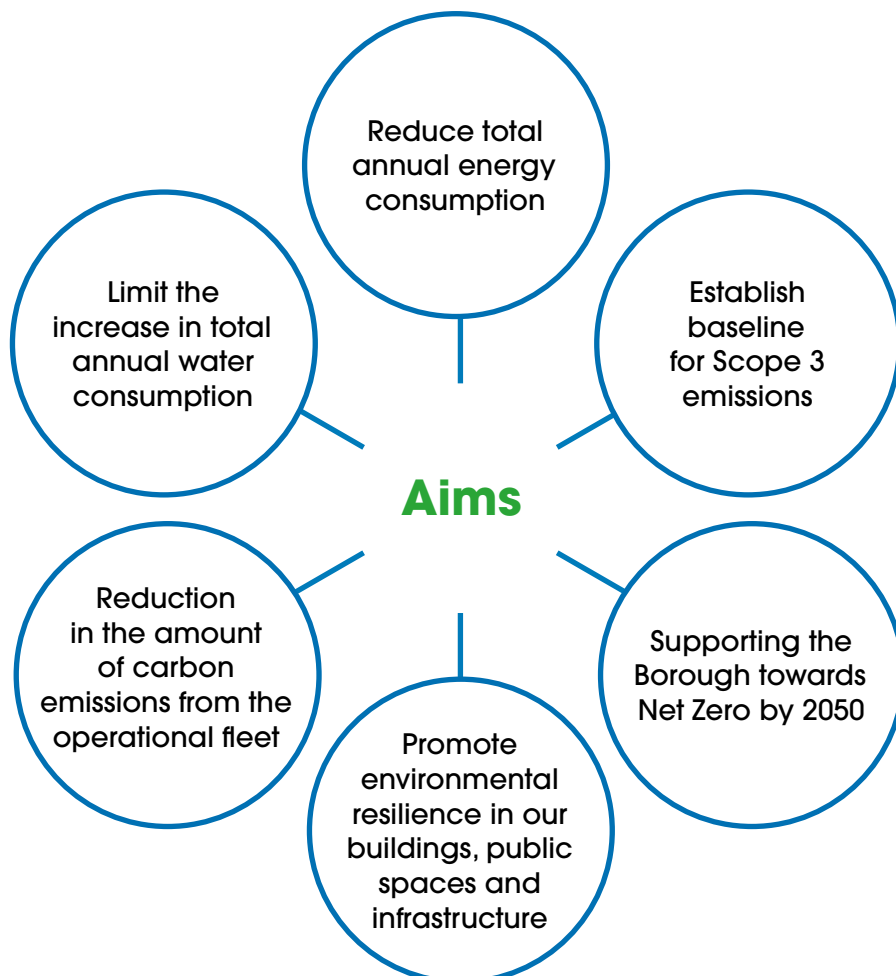 Reduce total
annual energy
consumption
Limit the
increase in total
annual water
consumption
Establish
baseline
for Scope 3
emissions
Aims
Reduction
in the amount
of carbon
emissions from the
operational fleet
Supporting the
Borough towards
Net Zero by 2050
Promote
environmental
resilience in our
buildings, public
spaces and
infrastructure